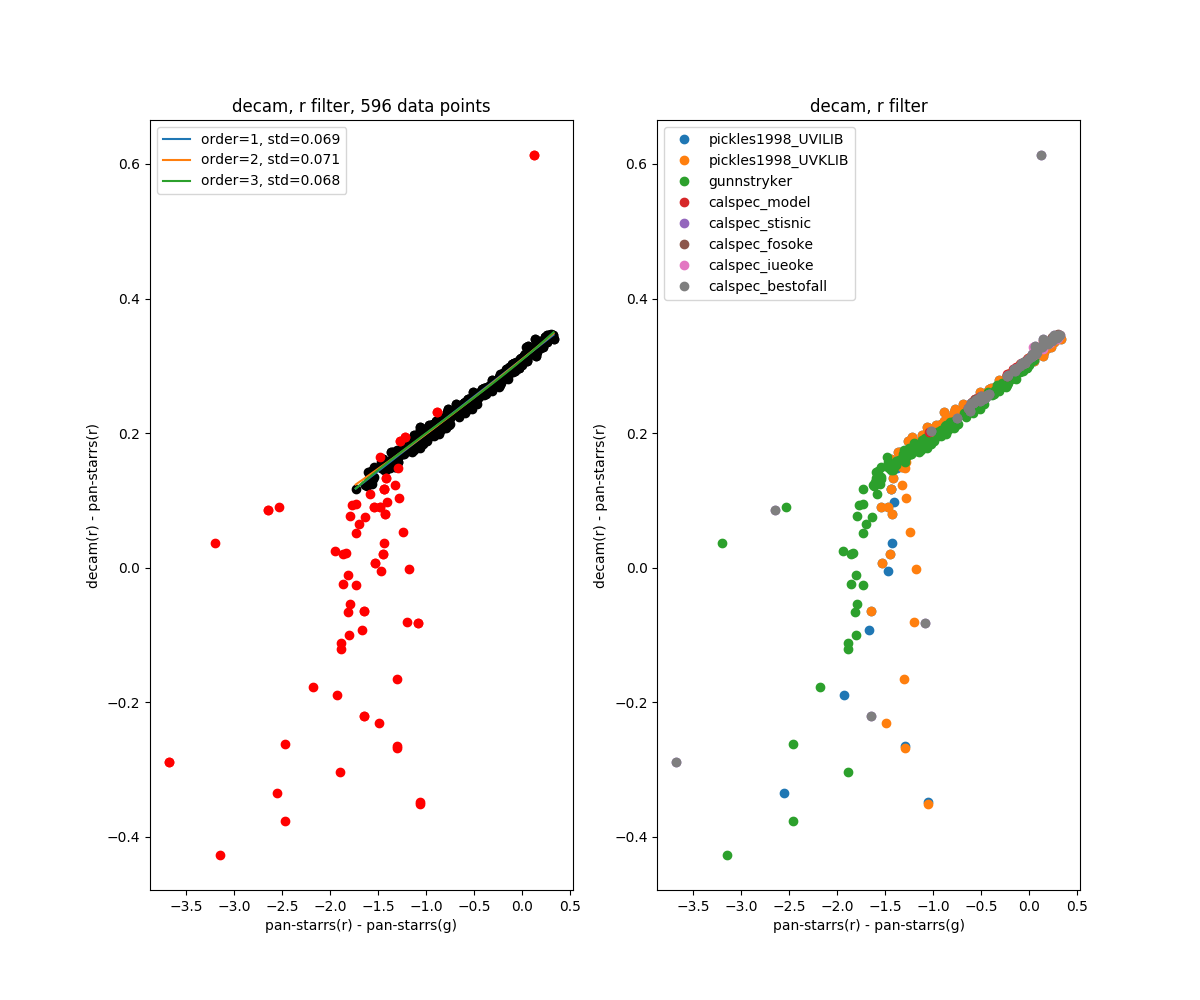 decam, r filter, 596 data points
order=1, std=0.069
order=2, std=0.071
order=3, std=0.068
0.6
0.4
0.2
0.0
−0.2
−0.4
decam(r) - pan-starrs(r)
−3.5 −3.0 −2.5 −2.0 −1.5 −1.0 −0.5 0.0 0.5
pan-starrs(r) - pan-starrs(g)
decam, r filter
pickles1998_UVILIB
pickles1998_UVKLIB
gunnstryker
calspec_model
calspec_stisnic
calspec_fosoke
calspec_iueoke
calspec_bestofall
0.6
0.4
0.2
0.0
−0.2
−0.4
decam(r) - pan-starrs(r)
−3.5 −3.0 −2.5 −2.0 −1.5 −1.0 −0.5 0.0 0.5
pan-starrs(r) - pan-starrs(g)